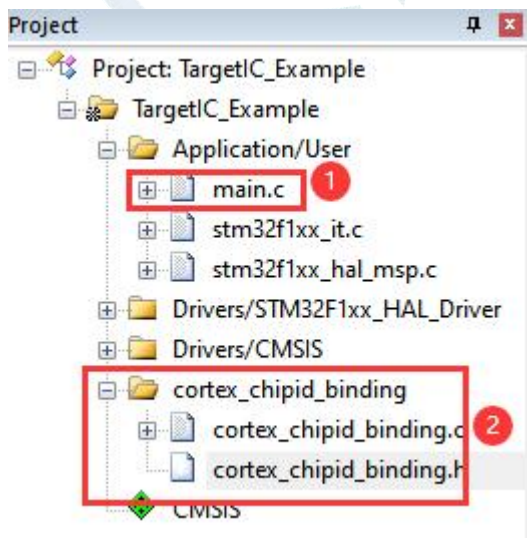 Project
Project: TargetIC_Example
TargetIC_Example
Application/User
main.c 1
stm32f1xx_it.c
stm32f1xx_hal_msp.c
Drivers/STM32F1xx_HAL_Driver
Drivers/CMSIS
cortex_chipid_binding
cortex_chipid_binding.c 2
cortex_chipid_binding.h
CMSIS